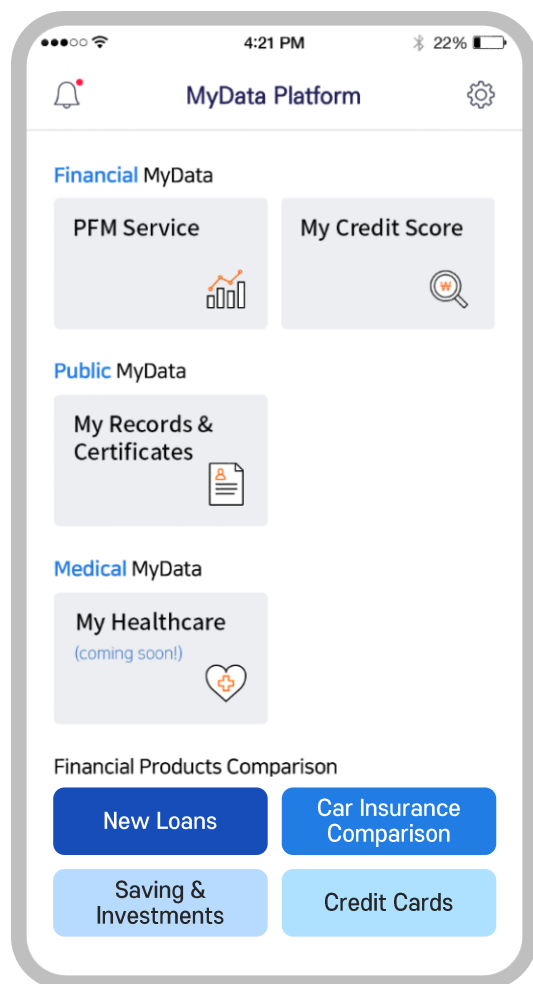 4:21 PM
22%
MyData Platform
Financial MyData
PFM Service
My Credit Score
₩
Public MyData
My Records &
Certificates
Medical MyData
My Healthcare
(coming soon!)
Financial Products Comparison
New Loans
Car Insurance
Comparison
Saving &
Investments
Credit Cards